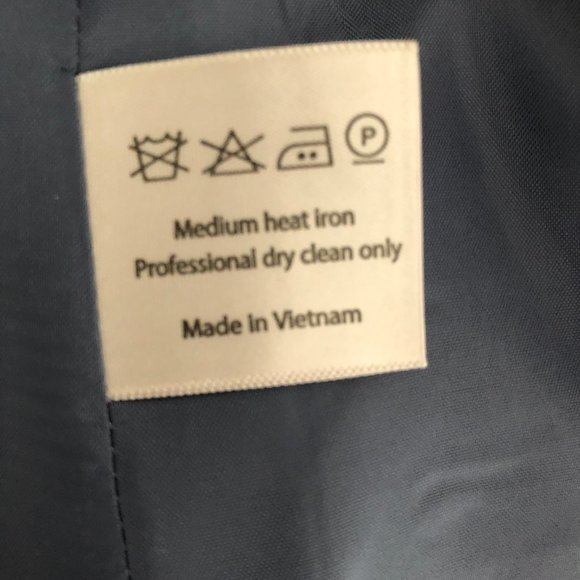 P
Medium heat iron
Professional dry clean only
Made in Vietnam